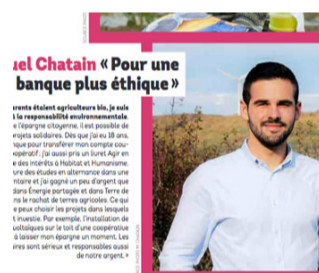 uel Chatain « Pour une
banque plus éthique »
arents étaient agriculteurs bio, je suis
à la responsabilité environnementale.
e l'épargne citoyenne, il est possible de
rojets solidaires. Dès que j'ai eu 18 ans,
que pour transférer mon compte cou-
opératif ; j'ai aussi pris un livret Agir en
e des intérêts à Habitat et Humanisme.
ure des études en alternance dans une
ntaire et j'ai gagné un peu d'argent que
dans Énergie partagée et dans Terre de
ns le rachat de terres agricoles. Ce qui
e peux choisir les projets dans lesquels
t investie. Par exemple, l'installation de
oltaïques sur le toit d'une coopérative
à laisser mon épargne un moment. Les
ires sont sérieux et responsables aussi
de notre argent. »